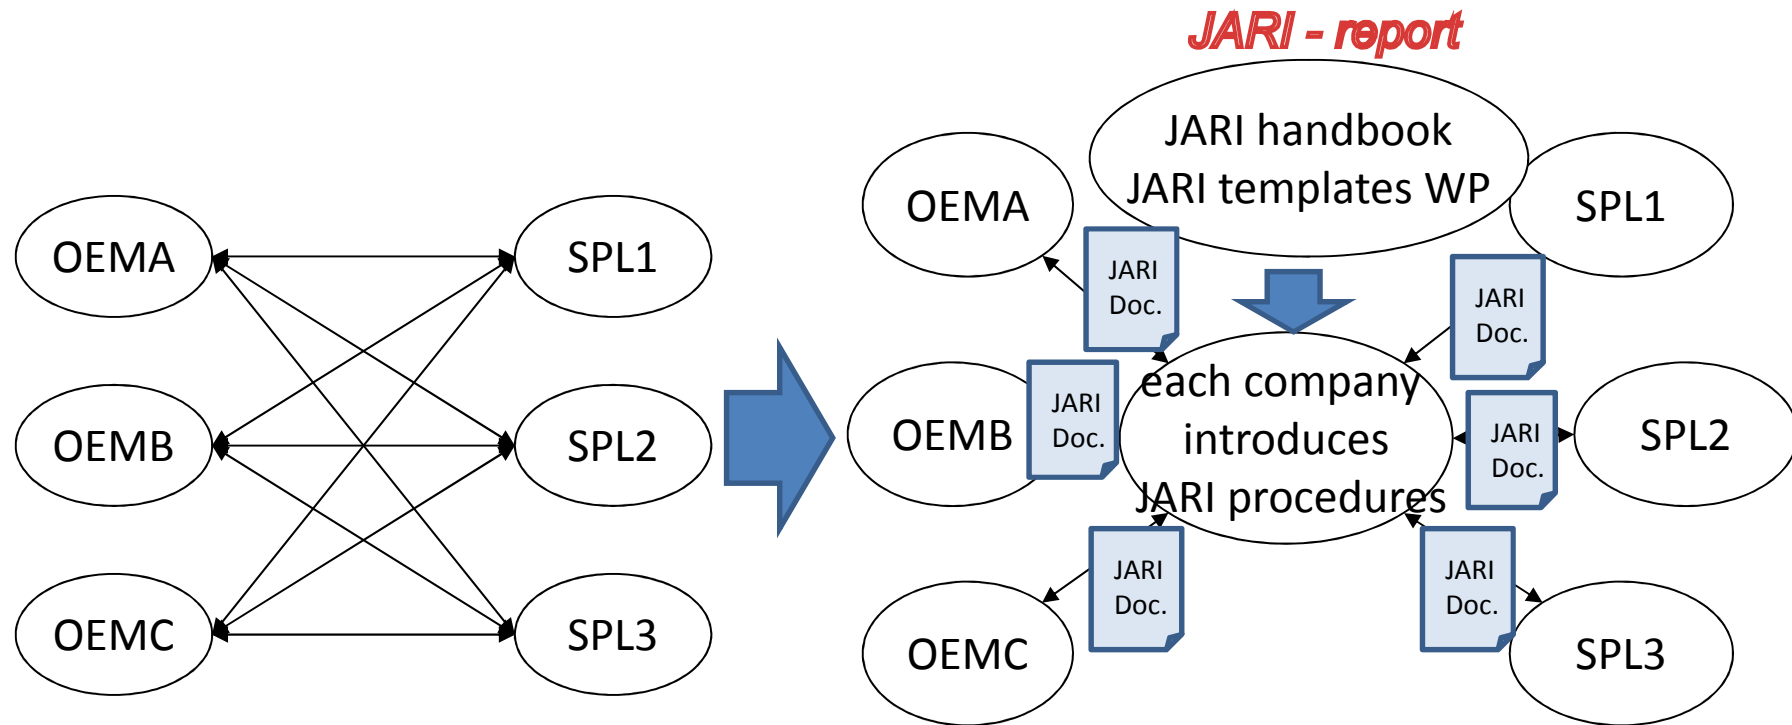 JARI - report
JARI handbook
JARI templates WP
OEMA
SPL1
OEMB
SPL2
OEMC
SPL3
OEMA
SPL1
JARI
Doc.
JARI
Doc.
each company
introduces
JARI procedures
OEMB
JARI
Doc.
JARI
Doc.
SPL2
JARI
Doc.
JARI
Doc.
OEMC
SPL3